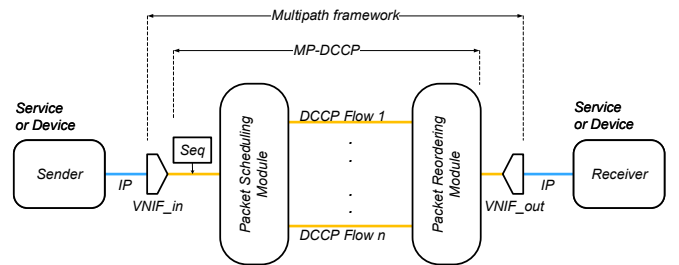 Multipath framework
MP-DCCP
Service
or Device
Sender
IP
VNIF_in
Seq
Packet Scheduling
Module
DCCP Flow 1
DCCP Flow n
Packet Reordering
Module
VNIF_out
IP
Service
or Device
Receiver